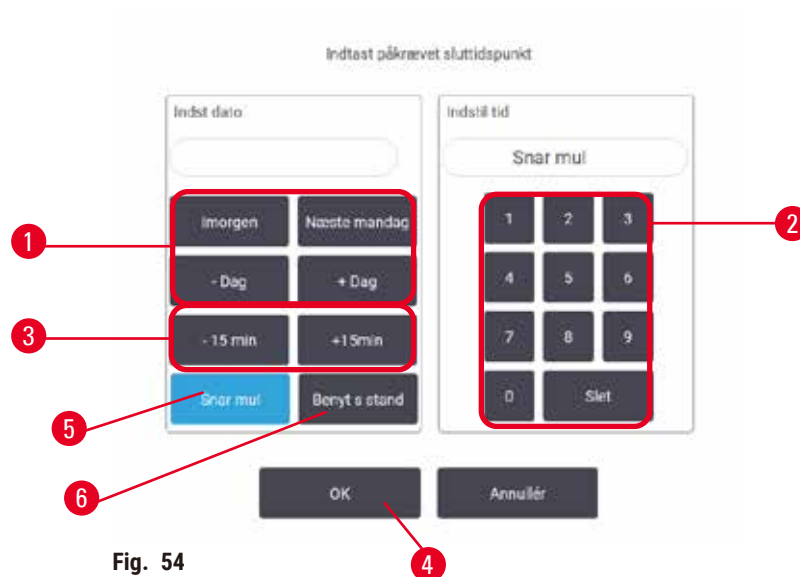 Indtast påkrævet sluttidspunkt
Indst dato
Indstil tid
Snar mul
Imorgen
Næste mandag
- Dag
+ Dag
- 15 min
+15min
Snar mul
Benyt s stand
1
2
3
4
5
6
7
8
9
0
Slet
OK
Annullér
1
2
3
5
6
4
Fig. 54